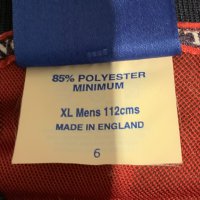 85% POLYESTER
MINIMUM
XL Mens 112cms
MADE IN ENGLAND
6